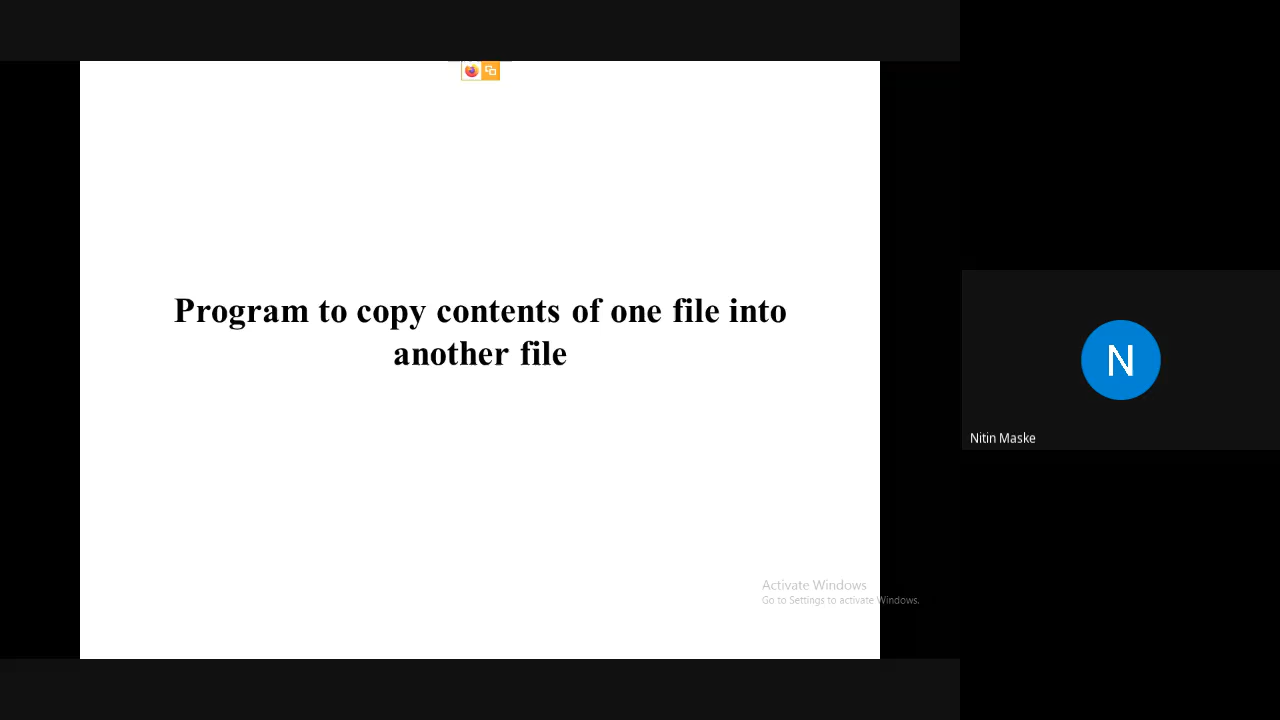 Program to copy contents of one file into
another file
N
Nitin Maske
Activate Windows
Go to Settings to activate Windows.